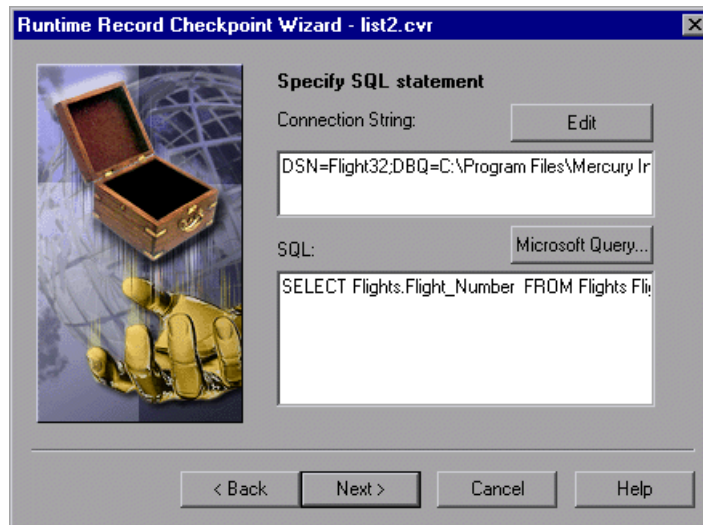 Runtime Record Checkpoint Wizard - list2.cvr
Specify SQL statement
Connection String:
Edit
DSN=Flight32;DBQ=C:\Program Files\Mercury In
SQL:
Microsoft Query...
SELECT Flights.Flight_Number  FROM Flights Flig
< Back
Next >
Cancel
Help